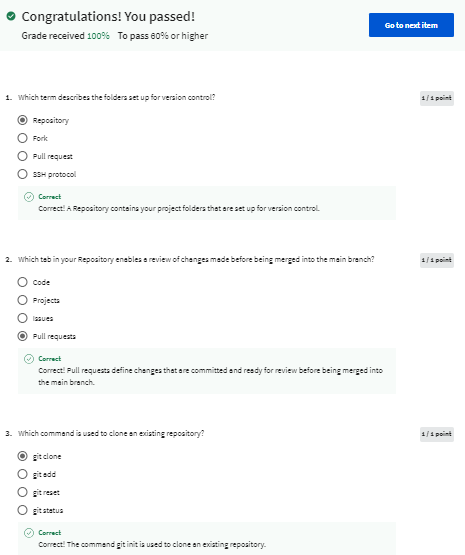 Congratulations! You passed!
Grade received 100% To pass 60% or higher
Go to next item
1. Which term describes the folders set up for version control?
1 / 1 point
Repository
Fork
Pull request
SSH protocol
Correct
Correct! A Repository contains your project folders that are set up for version control.
2. Which tab in your Repository enables a review of changes made before being merged into the main branch?
1 / 1 point
Code
Projects
Issues
Pull requests
Correct
Correct! Pull requests define changes that are committed and ready for review before being merged into
the main branch.
3. Which command is used to clone an existing repository?
1 / 1 point
git clone
git add
git reset
git status
Correct
Correct! The command git init is used to clone an existing repository.